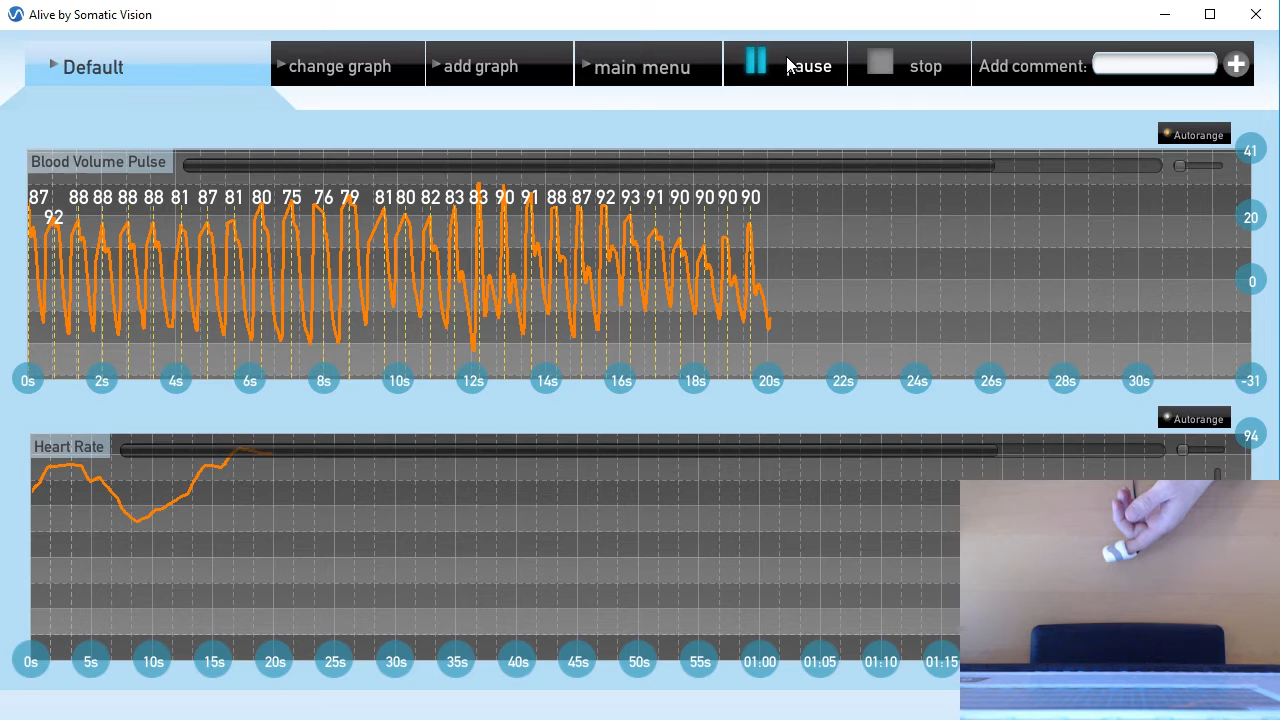 Alive by Somatic Vision
Default
change graph
add graph
main menu
stop
Add comment:
Autorange
Blood Volume Pulse
41
87 88 88 88 88 81 87 81 80 75 76 79 81 80 82 83 83 90 91 88 87 92 93 91 90 90 90 90
92
20
0
0s 2s 4s 6s 8s 10s 12s 14s 16s 18s 20s 22s 24s 26s 28s 30s -31
Autorange
Heart Rate
94
0s 5s 10s 15s 20s 25s 30s 35s 40s 45s 50s 55s 01:00 01:05 01:10 01:15